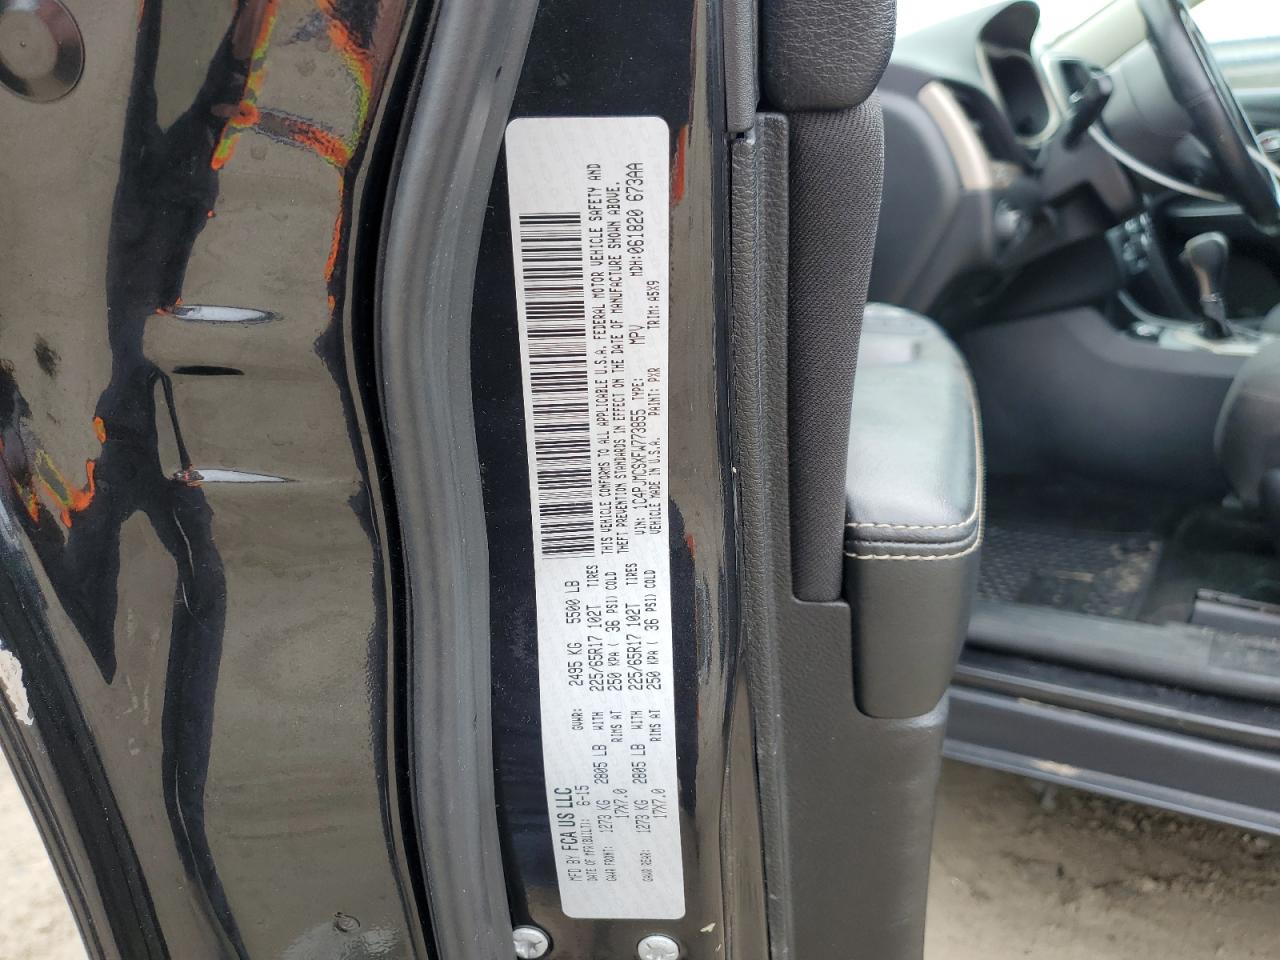 MFD BY FCA US LLC
DATE OF MFR(BUILT): 6-15 GVWR: 2495 KG 5500 LB
GAWR FRONT: 1273 KG 2805 LB WITH 225/65R17 102T TIRES
17X7.0 RIMS AT 250 KPA ( 36 PSI) COLD
GAWR REAR: 1273 KG 2805 LB WITH 225/65R17 102T TIRES
17X7.0 RIMS AT 250 KPA ( 36 PSI) COLD
THIS VEHICLE CONFORMS TO ALL APPLICABLE U.S.A. FEDERAL MOTOR VEHICLE SAFETY AND
THEFT PREVENTION STANDARDS IN EFFECT ON THE DATE OF MANUFACTURE SHOWN ABOVE.
VIN: 1C4PJMCSXFW773855 TYPE: MPV MDH:061820 673AA
VEHICLE MADE IN U.S.A. PAINT: PXR TRIM:A5X9